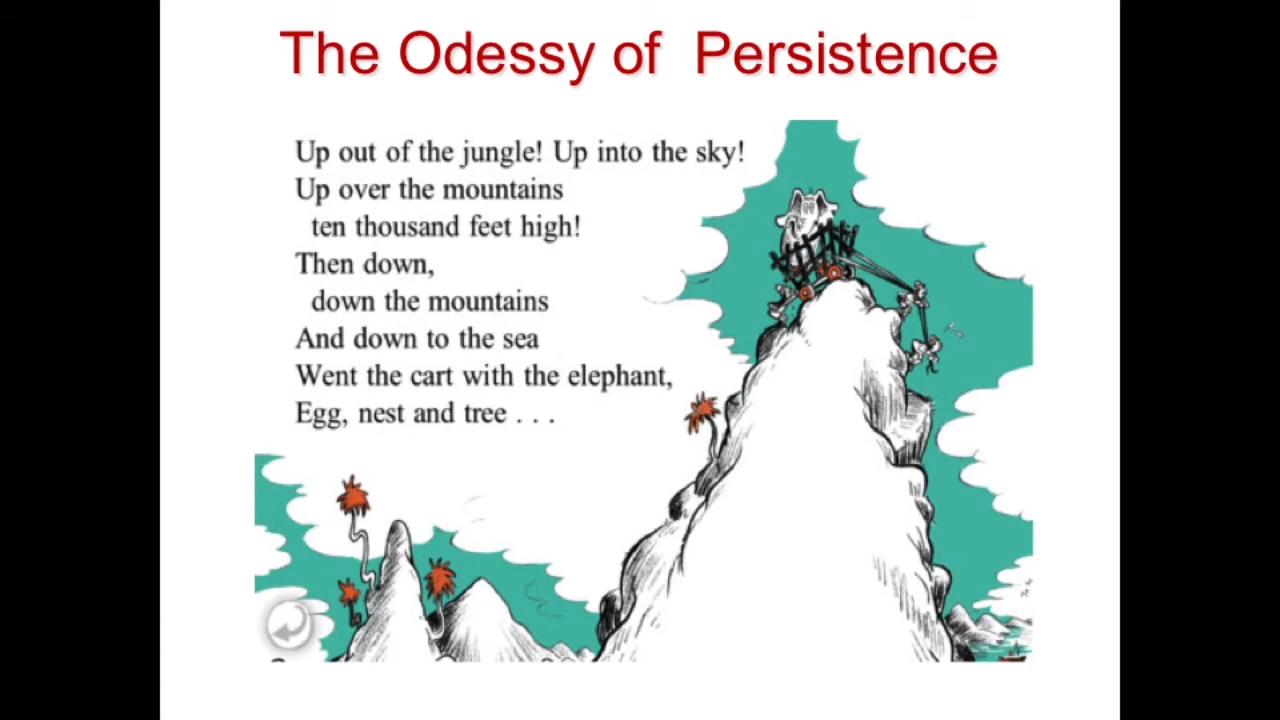 The Odessy of  Persistence
Up out of the jungle! Up into the sky!
Up over the mountains
ten thousand feet high!
Then down,
down the mountains
And down to the sea
Went the cart with the elephant,
Egg, nest and tree . . .